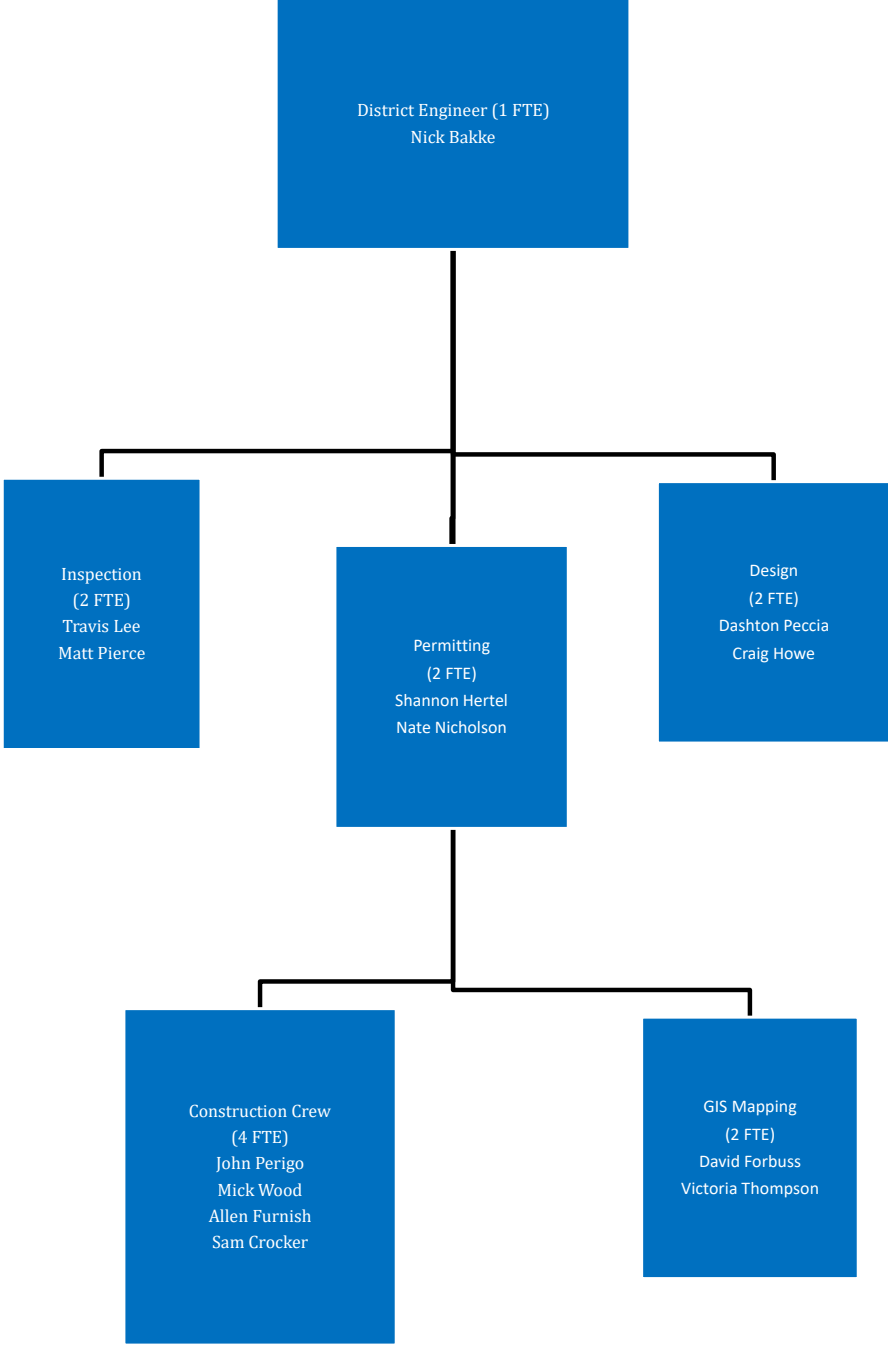 District Engineer (1 FTE)
Nick Bakke
Inspection
(2 FTE)
Travis Lee
Matt Pierce
Permitting
(2 FTE)
Shannon Hertel
Nate Nicholson
Design
(2 FTE)
Dashton Peccia
Craig Howe
Construction Crew
(4 FTE)
John Perigo
Mick Wood
Allen Furnish
Sam Crocker
GIS Mapping
(2 FTE)
David Forbuss
Victoria Thompson